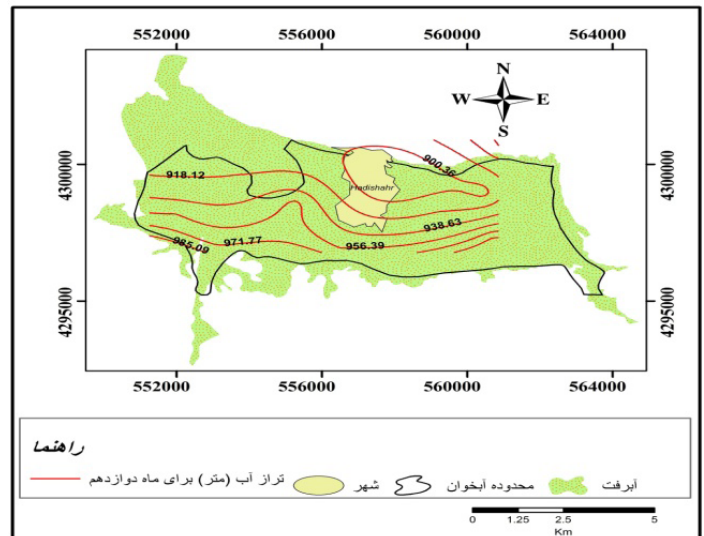 552000 556000 560000 564000
N
W E
S
4300000 4300000
900.36
918.12
Hadishahr
938.63
956.39
971.77
985.09
4295000 4295000
552000 556000 560000 564000
راهنما
آبرفت محدوده آبخوان شهر تراز آب (متر) برای ماه دوازدهم
0 1.25 2.5 5
Km